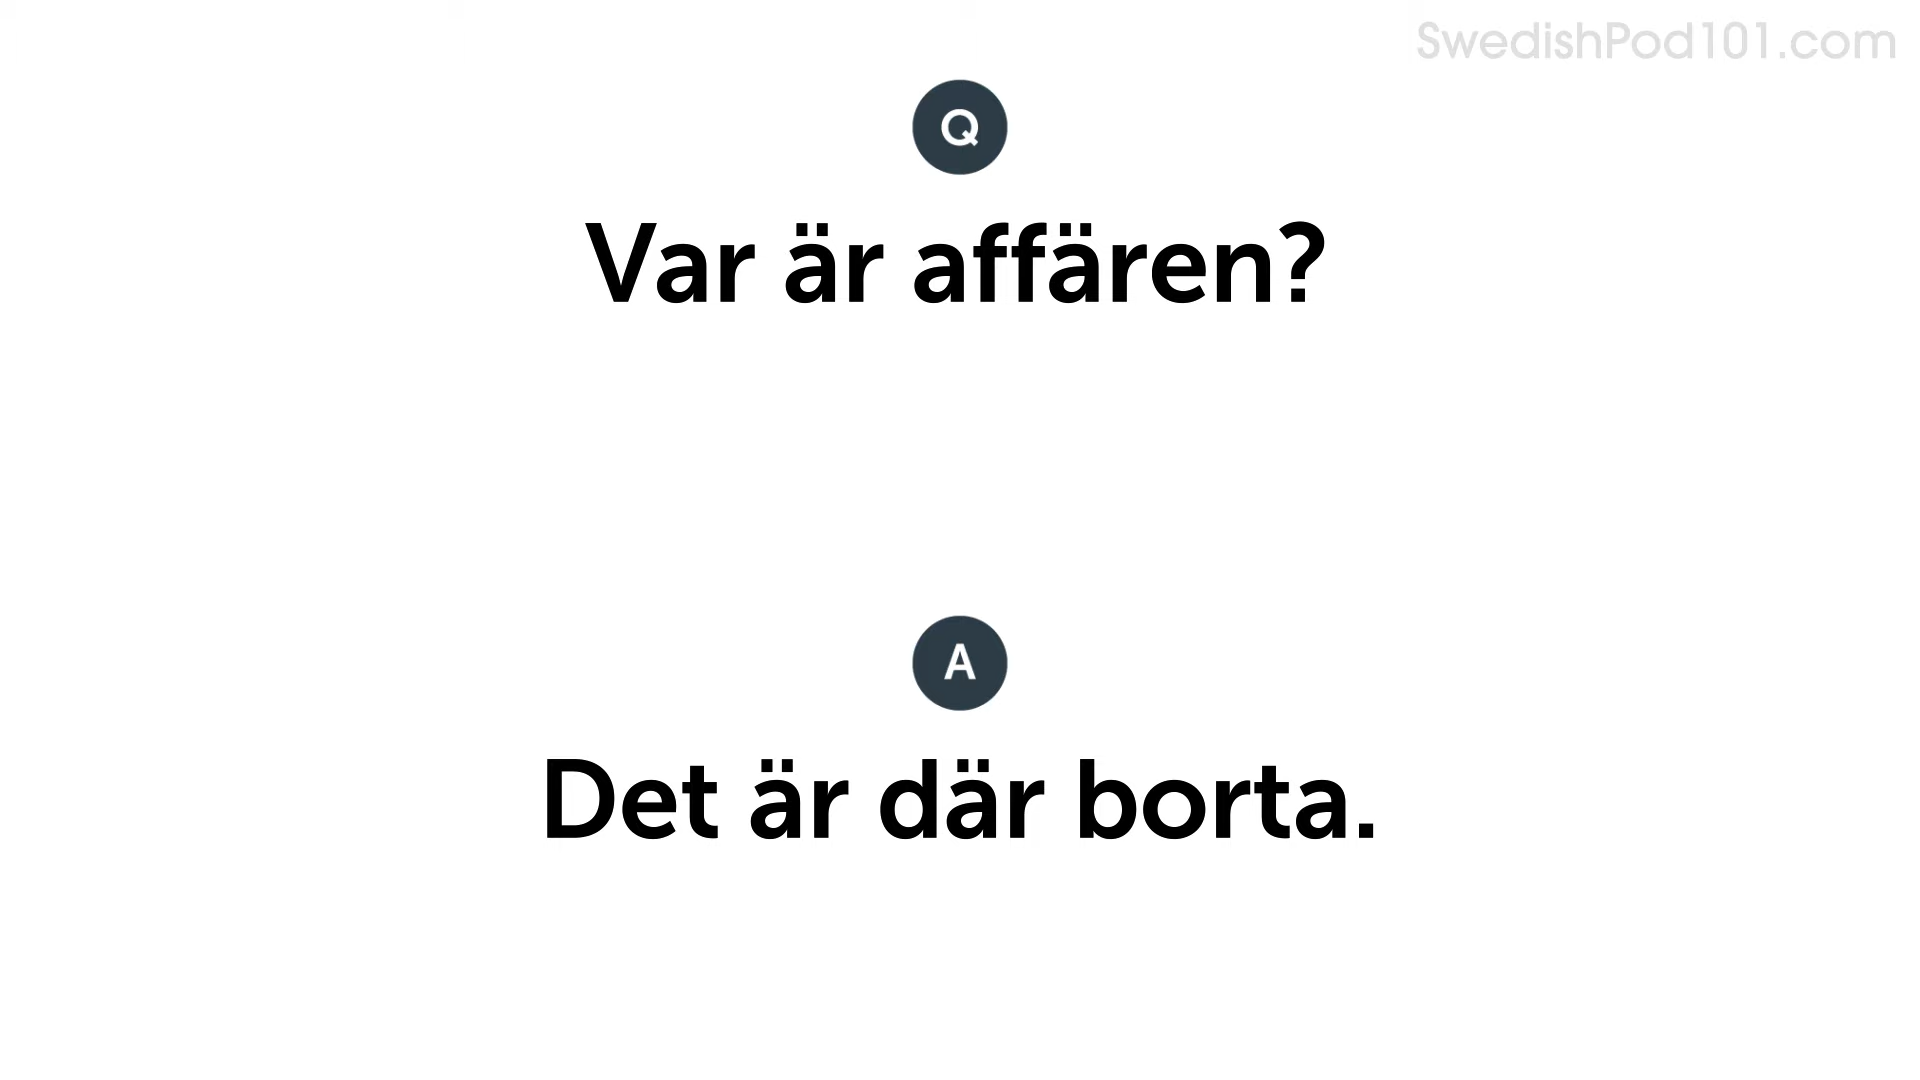 SwedishPod101.com
Q
Var är affären?
A
Det är där borta.